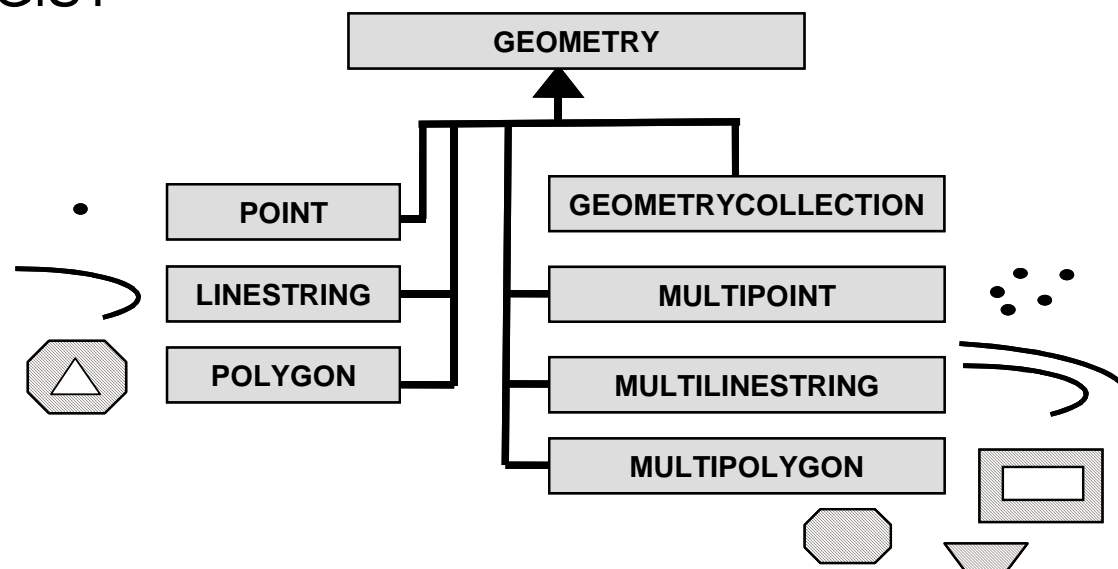 GEOMETRY
POINT
LINESTRING
POLYGON
GEOMETRYCOLLECTION
MULTIPOINT
MULTILINESTRING
MULTIPOLYGON